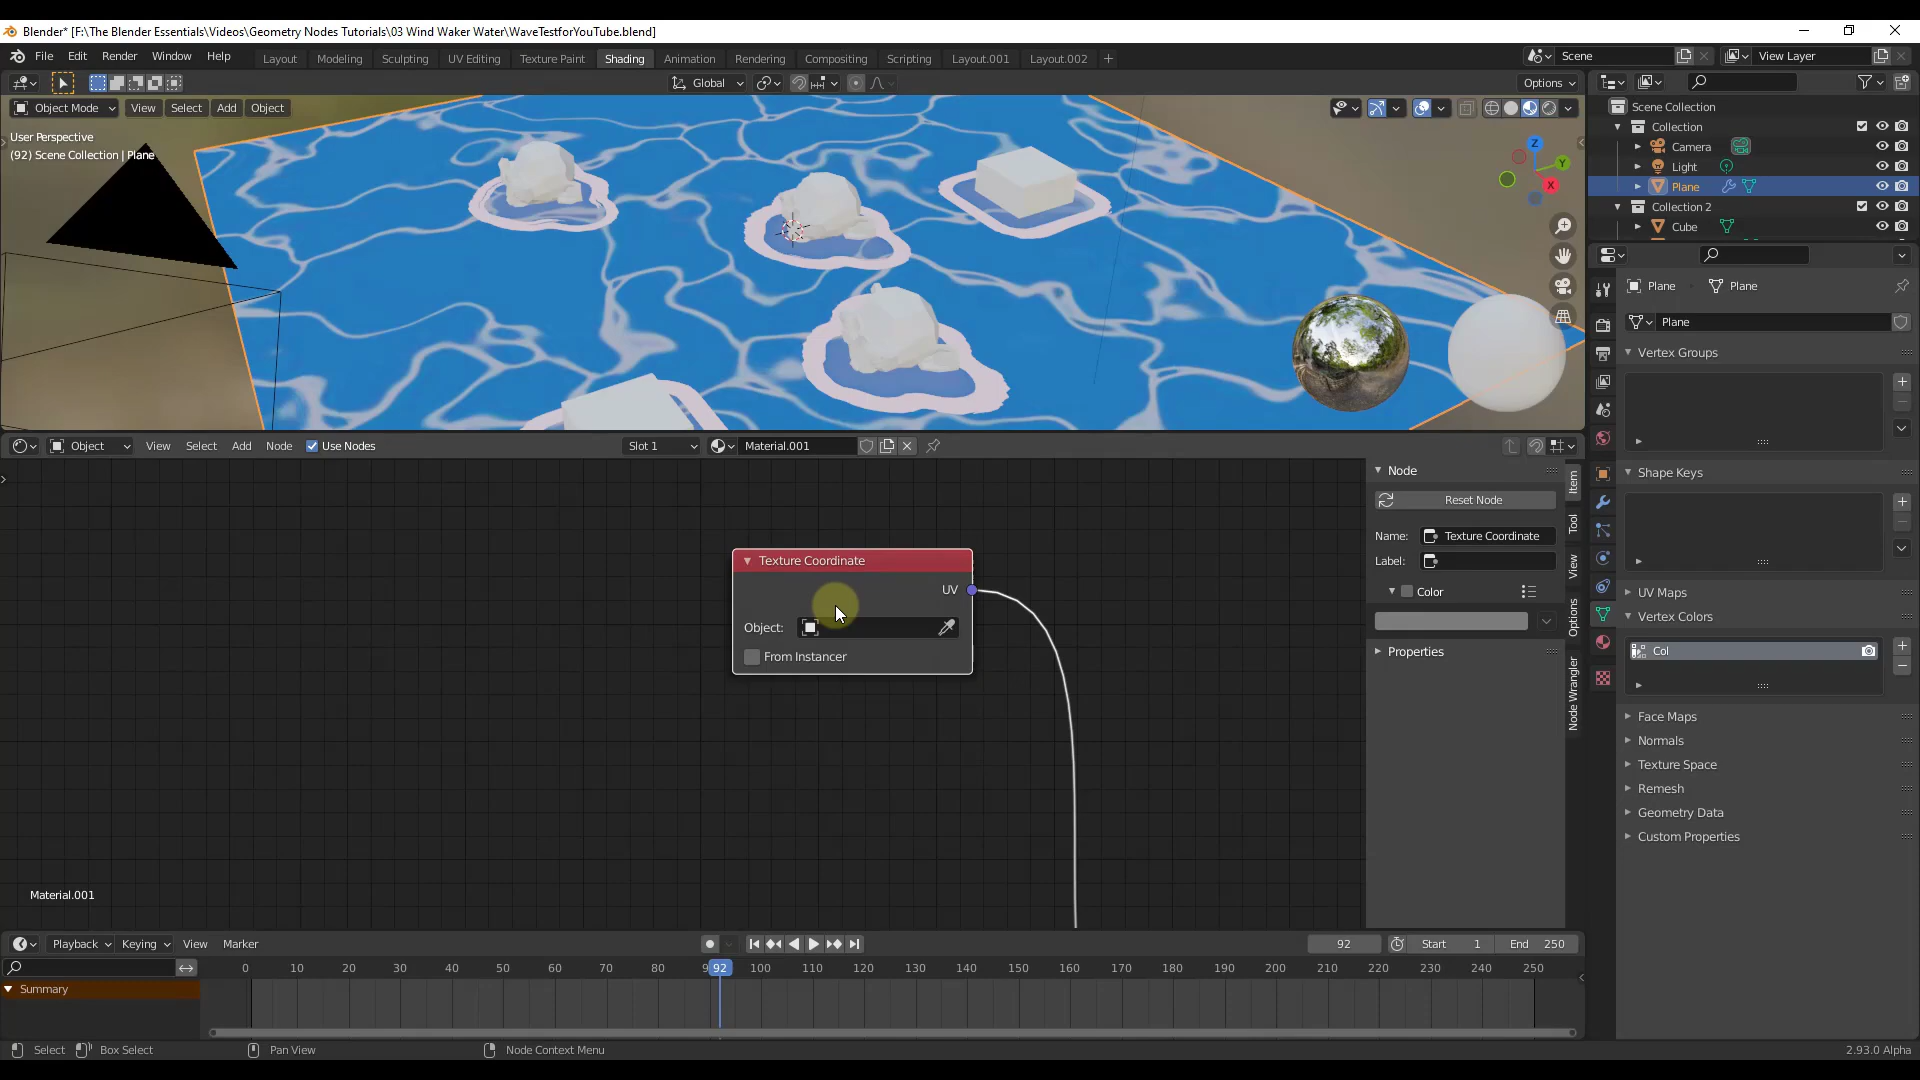 Blender* [F:\The Blender Essentials\Videos\Geometry Nodes Tutorials\03 Wind Waker Water\WaveTestforYouTube.blend]
File Edit Render Window Help Layout Modeling Sculpting UV Editing Texture Paint Shading Animation Rendering Compositing Scripting Layout.001 Layout.002 + Scene View Layer
Global Options
Object Mode View Select Add Object
User Perspective
(92) Scene Collection | Plane
Z
Y
X
Scene Collection
Collection
Camera
Light
Plane
Collection 2
Cube
Plane Plane
Plane
Vertex Groups
Shape Keys
UV Maps
Vertex Colors
Col
Face Maps
Normals
Texture Space
Remesh
Geometry Data
Custom Properties
Object View Select Add Node Use Nodes Slot 1 Material.001
Texture Coordinate
UV
Object:
From Instancer
Node
Reset Node
Name: Texture Coordinate
Label:
Color
Properties
Item
Tool
View
Options
Node Wrangler
Material.001
Playback Keying View Marker 92 Start 1 End 250
0 10 20 30 40 50 60 70 80 9 92 100 110 120 130 140 150 160 170 180 190 200 210 220 230 240 250
Summary
Select Box Select Pan View Node Context Menu 2.93.0 Alpha